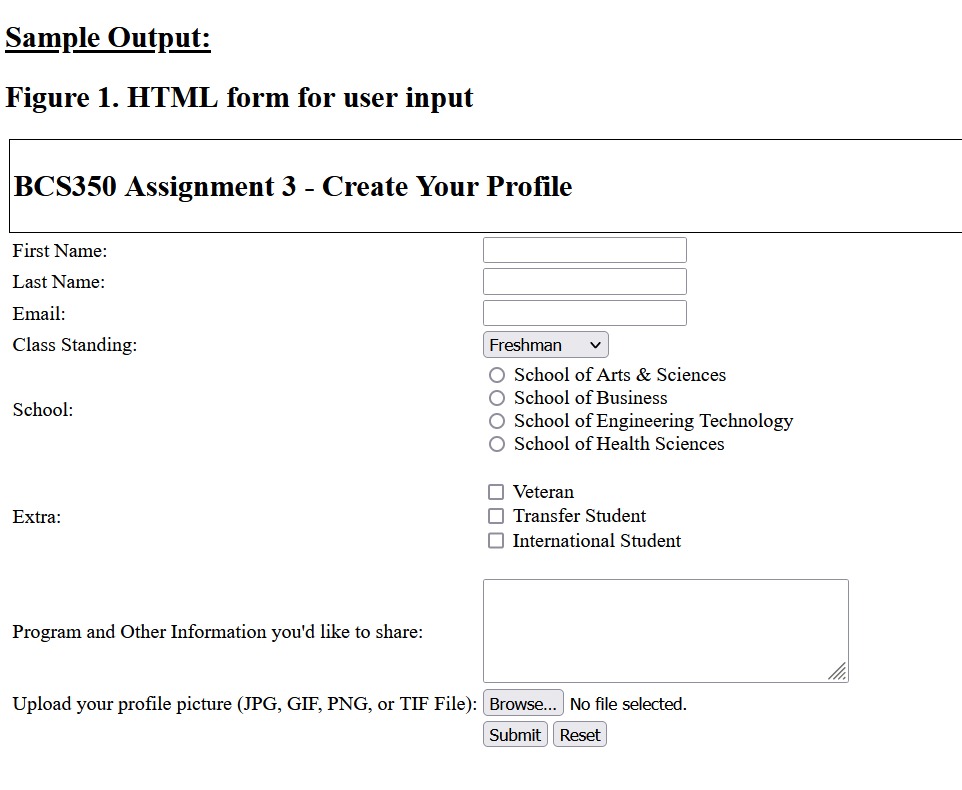 Sample Output:
Figure 1. HTML form for user input
BCS350 Assignment 3 - Create Your Profile
First Name:
Last Name:
Email:
Class Standing: Freshman
School:
School of Arts & Sciences
School of Business
School of Engineering Technology
School of Health Sciences
Extra:
Veteran
Transfer Student
International Student
Program and Other Information you'd like to share:
Upload your profile picture (JPG, GIF, PNG, or TIF File): Browse... No file selected.
Submit Reset